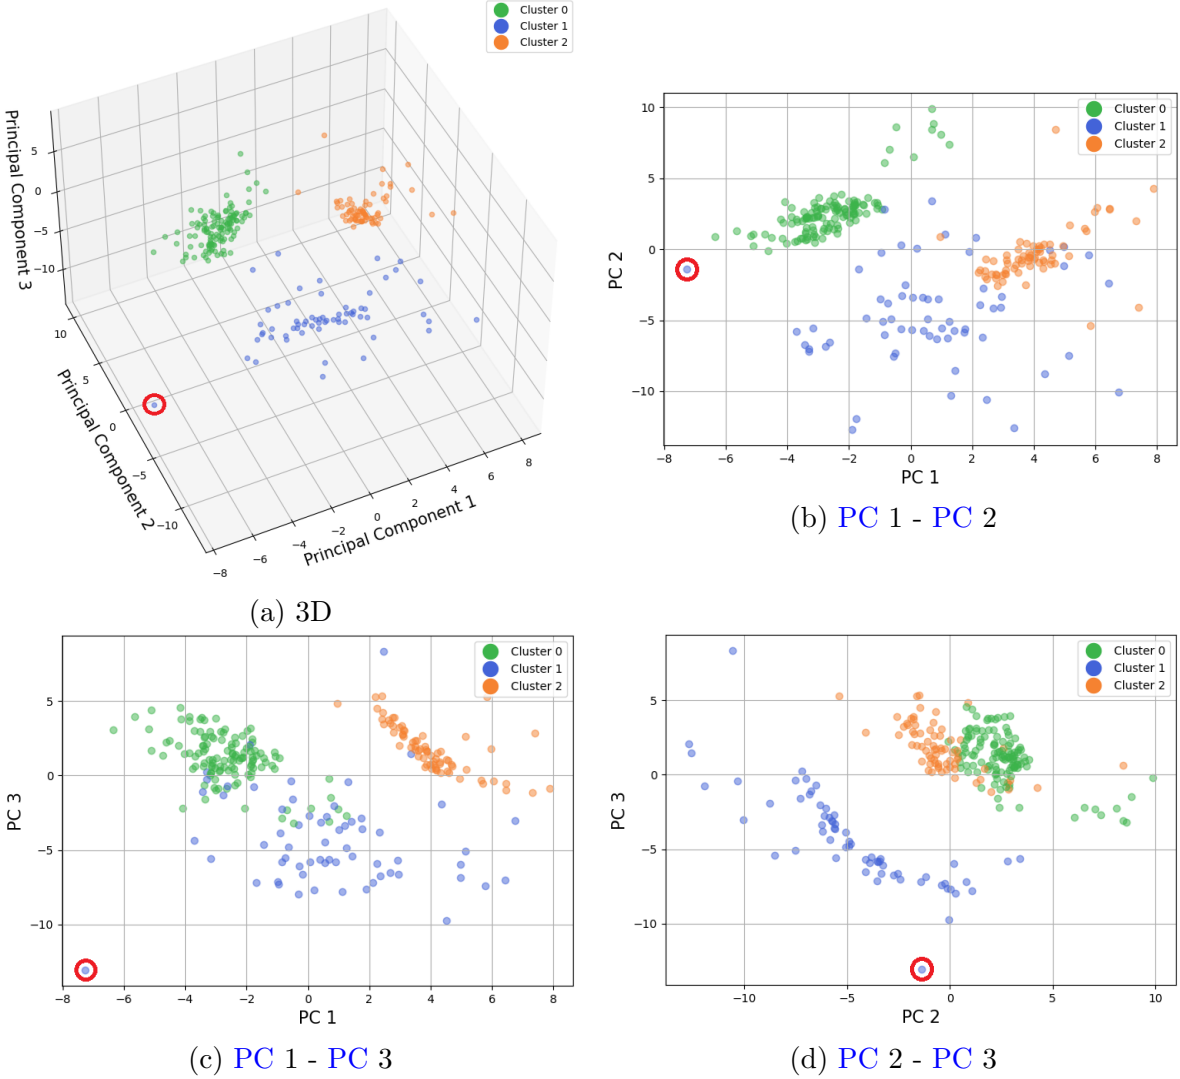 Cluster 0
Cluster 1
Cluster 2
Principal Component 3
5
0
−5
−10
10
5
0
−5
−10
Principal Component 2
−8
−6
−4
−2
0
2
4
6
8
Principal Component 1
(a) 3D
Cluster 0
Cluster 1
Cluster 2
10
5
0
−5
−10
PC 2
−8 −6 −4 −2 0 2 4 6 8
PC 1
(b) PC 1 - PC 2
Cluster 0
Cluster 1
Cluster 2
5
0
−5
−10
PC 3
−8 −6 −4 −2 0 2 4 6 8
PC 1
(c) PC 1 - PC 3
Cluster 0
Cluster 1
Cluster 2
5
0
−5
−10
PC 3
−10 −5 0 5 10
PC 2
(d) PC 2 - PC 3